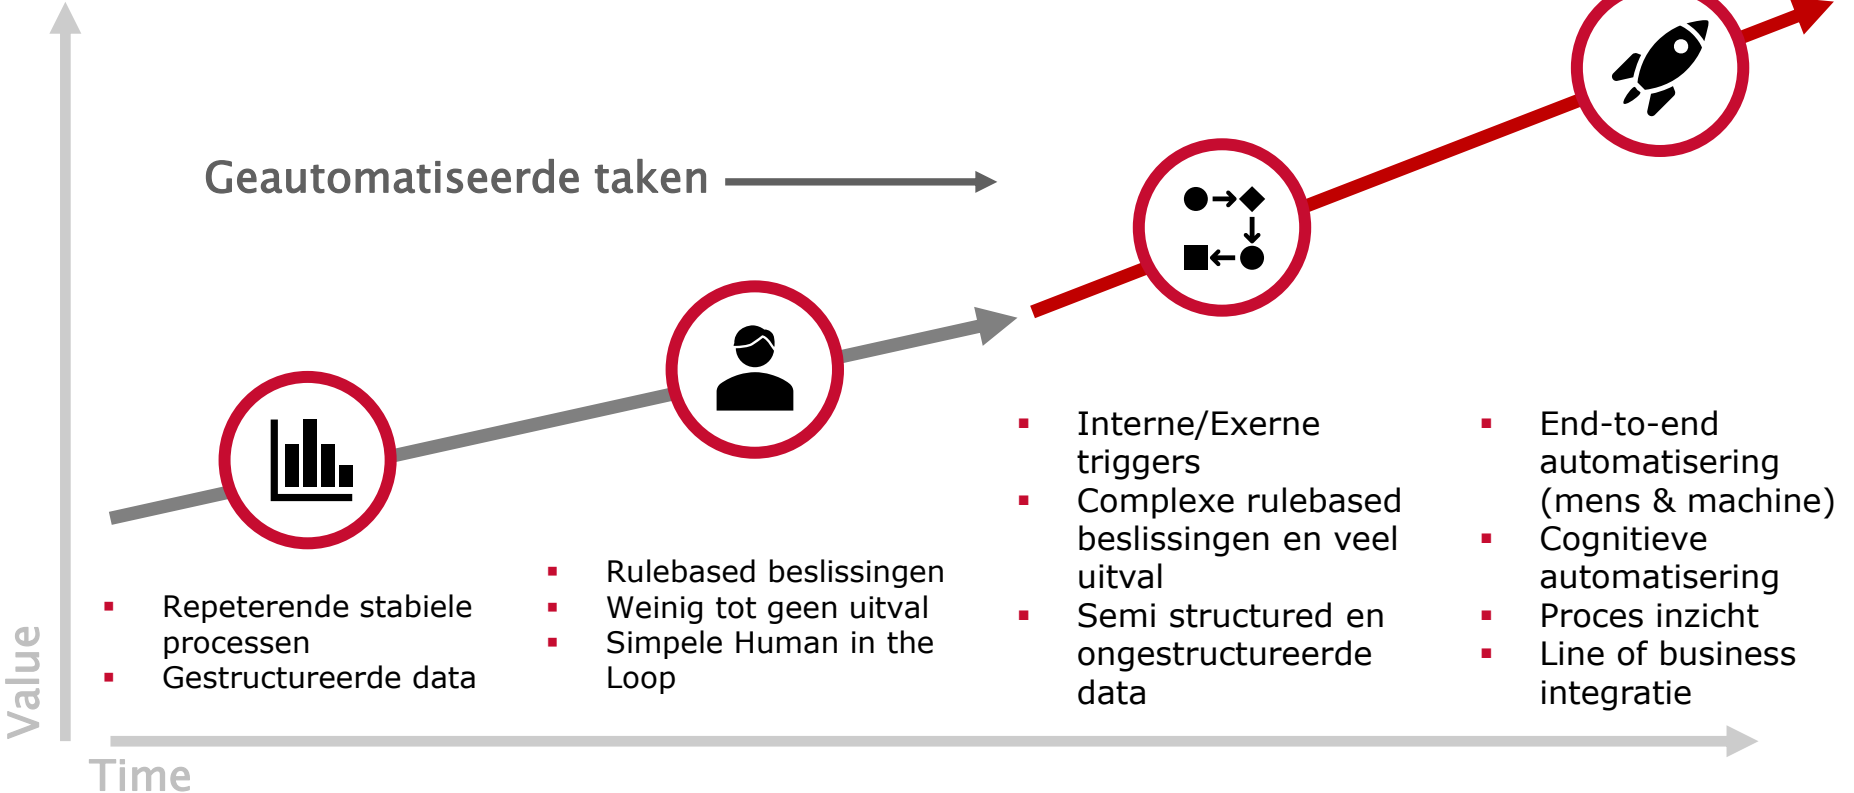 Geautomatiseerde taken
Repeterende stabiele
processen
Gestructureerde data
Rulebased beslissingen
Weinig tot geen uitval
Simpele Human in the
Loop
Interne/Exerne
triggers
Complexe rulebased
beslissingen en veel
uitval
Semi structured en
ongestructureerde
data
End-to-end
automatisering
(mens & machine)
Cognitieve
automatisering
Proces inzicht
Line of business
integratie
Value
Time